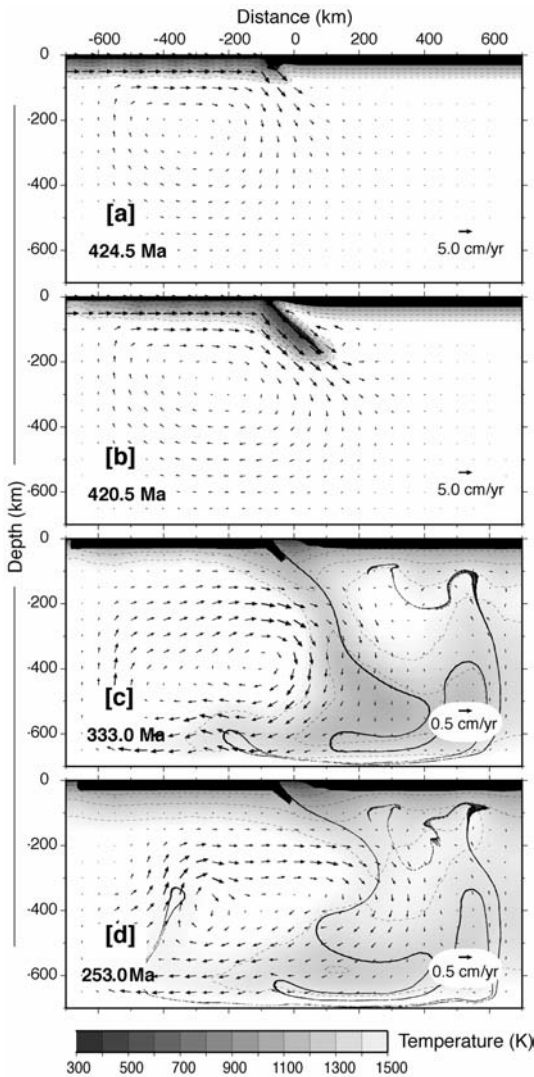 Distance (km)
-600 -400 -200 0 200 400 600
0
-200
-400
-600
[a]
424.5 Ma
5.0 cm/yr
0
-200
-400
-600
[b]
420.5 Ma
5.0 cm/yr
Depth (km)
0
-200
-400
-600
[c]
333.0 Ma
0.5 cm/yr
0
-200
-400
-600
[d]
253.0Ma
0.5 cm/yr
Temperature (K)
300 500 700 900 1100 1300 1500